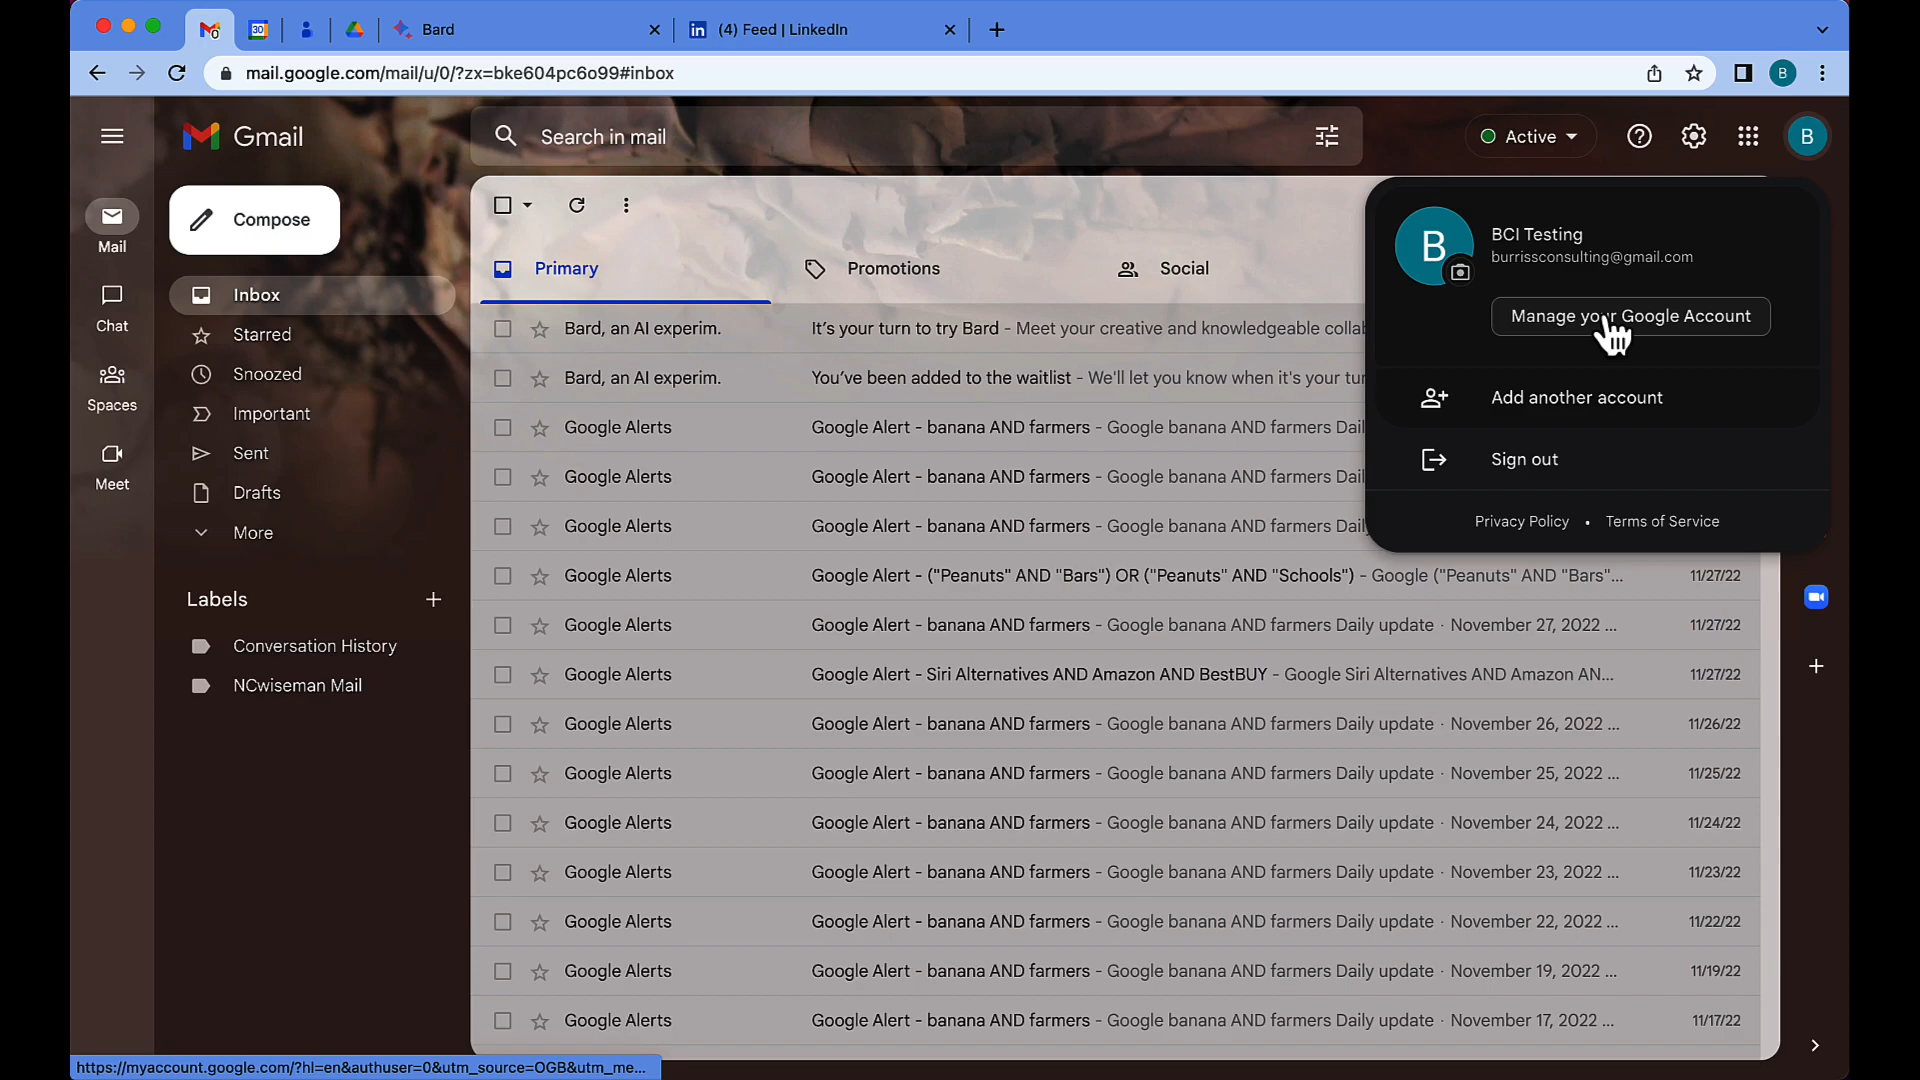 Bard
(4) Feed | LinkedIn
mail.google.com/mail/u/0/?zx=bke604pc6o99#inbox
B
Gmail
Search in mail
Active
B
Compose
Mail
Chat
Spaces
Meet
Inbox
Starred
Snoozed
Important
Sent
Drafts
More
Labels
Conversation History
NCwiseman Mail
Primary
Promotions
Social
Bard, an AI experim. It's your turn to try Bard - Meet your creative and knowledgeable collab
Bard, an AI experim. You've been added to the waitlist - We'll let you know when it's your tur
Google Alerts Google Alert - banana AND farmers - Google banana AND farmers Dail
Google Alerts Google Alert - banana AND farmers - Google banana AND farmers Dail
Google Alerts Google Alert - banana AND farmers - Google banana AND farmers Dail
Google Alerts Google Alert - ("Peanuts" AND "Bars") OR ("Peanuts" AND "Schools") - Google ("Peanuts" AND "Bars"... 11/27/22
Google Alerts Google Alert - banana AND farmers - Google banana AND farmers Daily update · November 27, 2022 ... 11/27/22
Google Alerts Google Alert - Siri Alternatives AND Amazon AND BestBUY - Google Siri Alternatives AND Amazon AN... 11/27/22
Google Alerts Google Alert - banana AND farmers - Google banana AND farmers Daily update · November 26, 2022 ... 11/26/22
Google Alerts Google Alert - banana AND farmers - Google banana AND farmers Daily update · November 25, 2022 ... 11/25/22
Google Alerts Google Alert - banana AND farmers - Google banana AND farmers Daily update · November 24, 2022 ... 11/24/22
Google Alerts Google Alert - banana AND farmers - Google banana AND farmers Daily update · November 23, 2022 ... 11/23/22
Google Alerts Google Alert - banana AND farmers - Google banana AND farmers Daily update · November 22, 2022 ... 11/22/22
Google Alerts Google Alert - banana AND farmers - Google banana AND farmers Daily update · November 19, 2022 ... 11/19/22
Google Alerts Google Alert - banana AND farmers - Google banana AND farmers Daily update · November 17, 2022 ... 11/17/22
B
BCI Testing
burrissconsulting@gmail.com
Manage your Google Account
Add another account
Sign out
Privacy Policy • Terms of Service
https://myaccount.google.com/?hl=en&authuser=0&utm_source=OGB&utm_me...